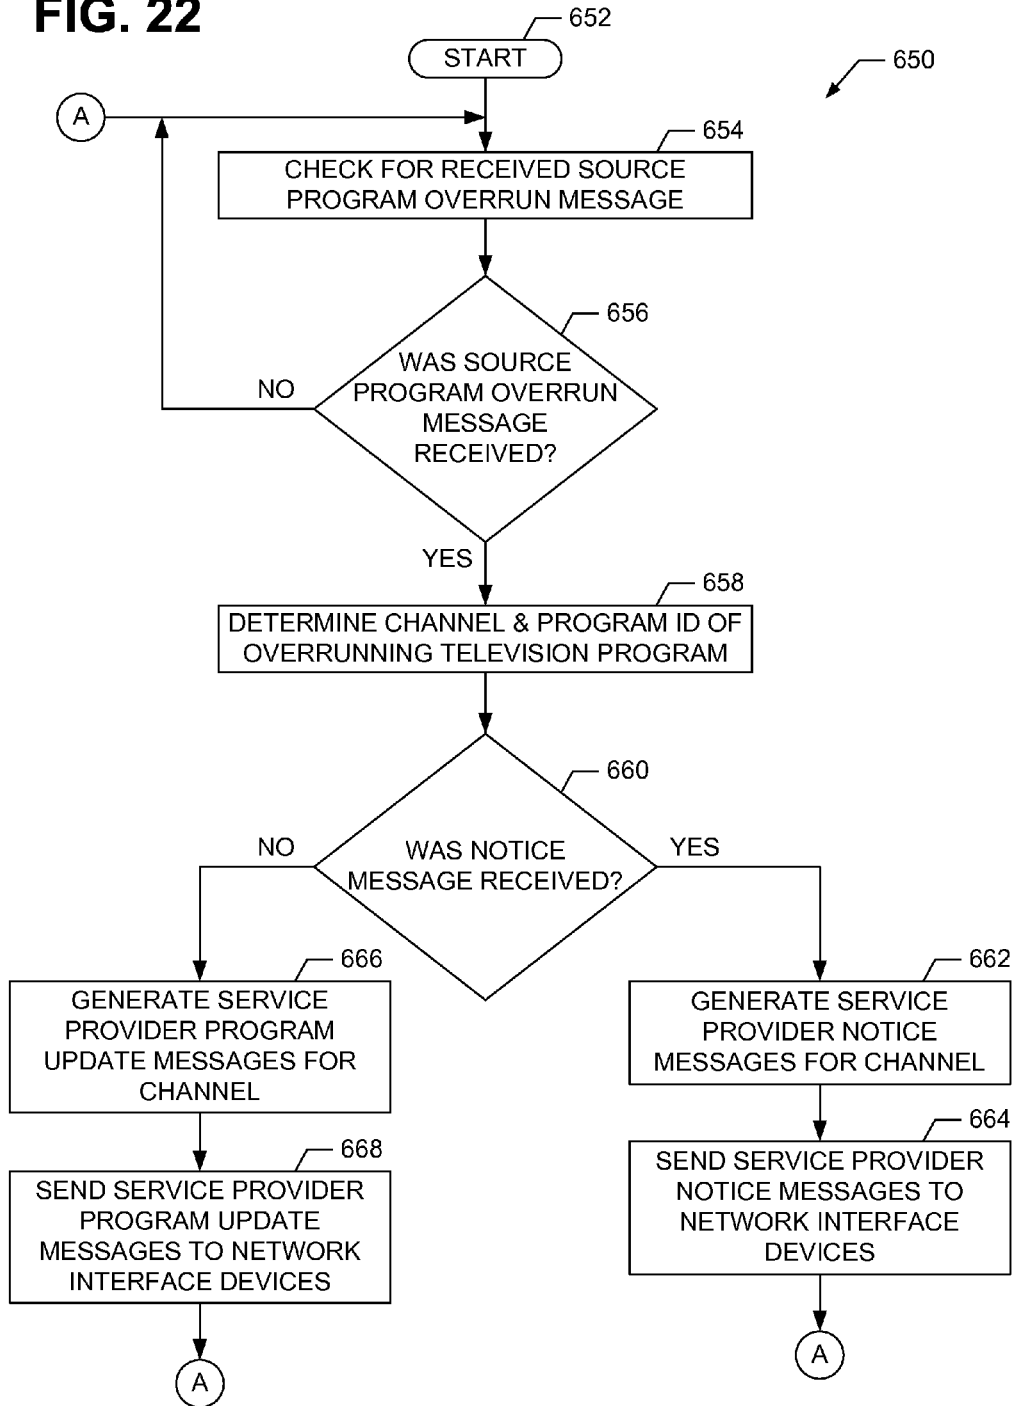 FIG. 22
652
START
650
A
654
CHECK FOR RECEIVED SOURCE
PROGRAM OVERRUN MESSAGE
656
WAS SOURCE
PROGRAM OVERRUN
MESSAGE
RECEIVED?
NO
YES
658
DETERMINE CHANNEL & PROGRAM ID OF
OVERRUNNING TELEVISION PROGRAM
660
WAS NOTICE
MESSAGE RECEIVED?
NO
YES
666
GENERATE SERVICE
PROVIDER PROGRAM
UPDATE MESSAGES FOR
CHANNEL
662
GENERATE SERVICE
PROVIDER NOTICE
MESSAGES FOR CHANNEL
668
SEND SERVICE PROVIDER
PROGRAM UPDATE
MESSAGES TO NETWORK
INTERFACE DEVICES
664
SEND SERVICE PROVIDER
NOTICE MESSAGES TO
NETWORK INTERFACE
DEVICES
A
A